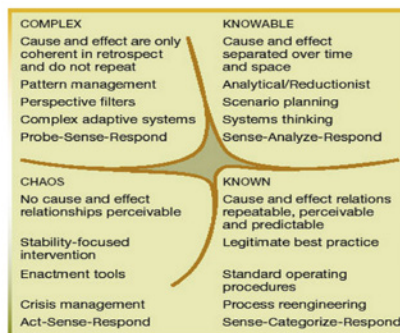 COMPLEX
Cause and effect are only
coherent in retrospect
and do not repeat
Pattern management
Perspective filters
Complex adaptive systems
Probe-Sense-Respond
KNOWABLE
Cause and effect
separated over time
and space
Analytical/Reductionist
Scenario planning
Systems thinking
Sense-Analyze-Respond
CHAOS
No cause and effect
relationships perceivable
Stability-focused
intervention
Enactment tools
Crisis management
Act-Sense-Respond
KNOWN
Cause and effect relations
repeatable, perceivable
and predictable
Legitimate best practice
Standard operating
procedures
Process reengineering
Sense-Categorize-Respond